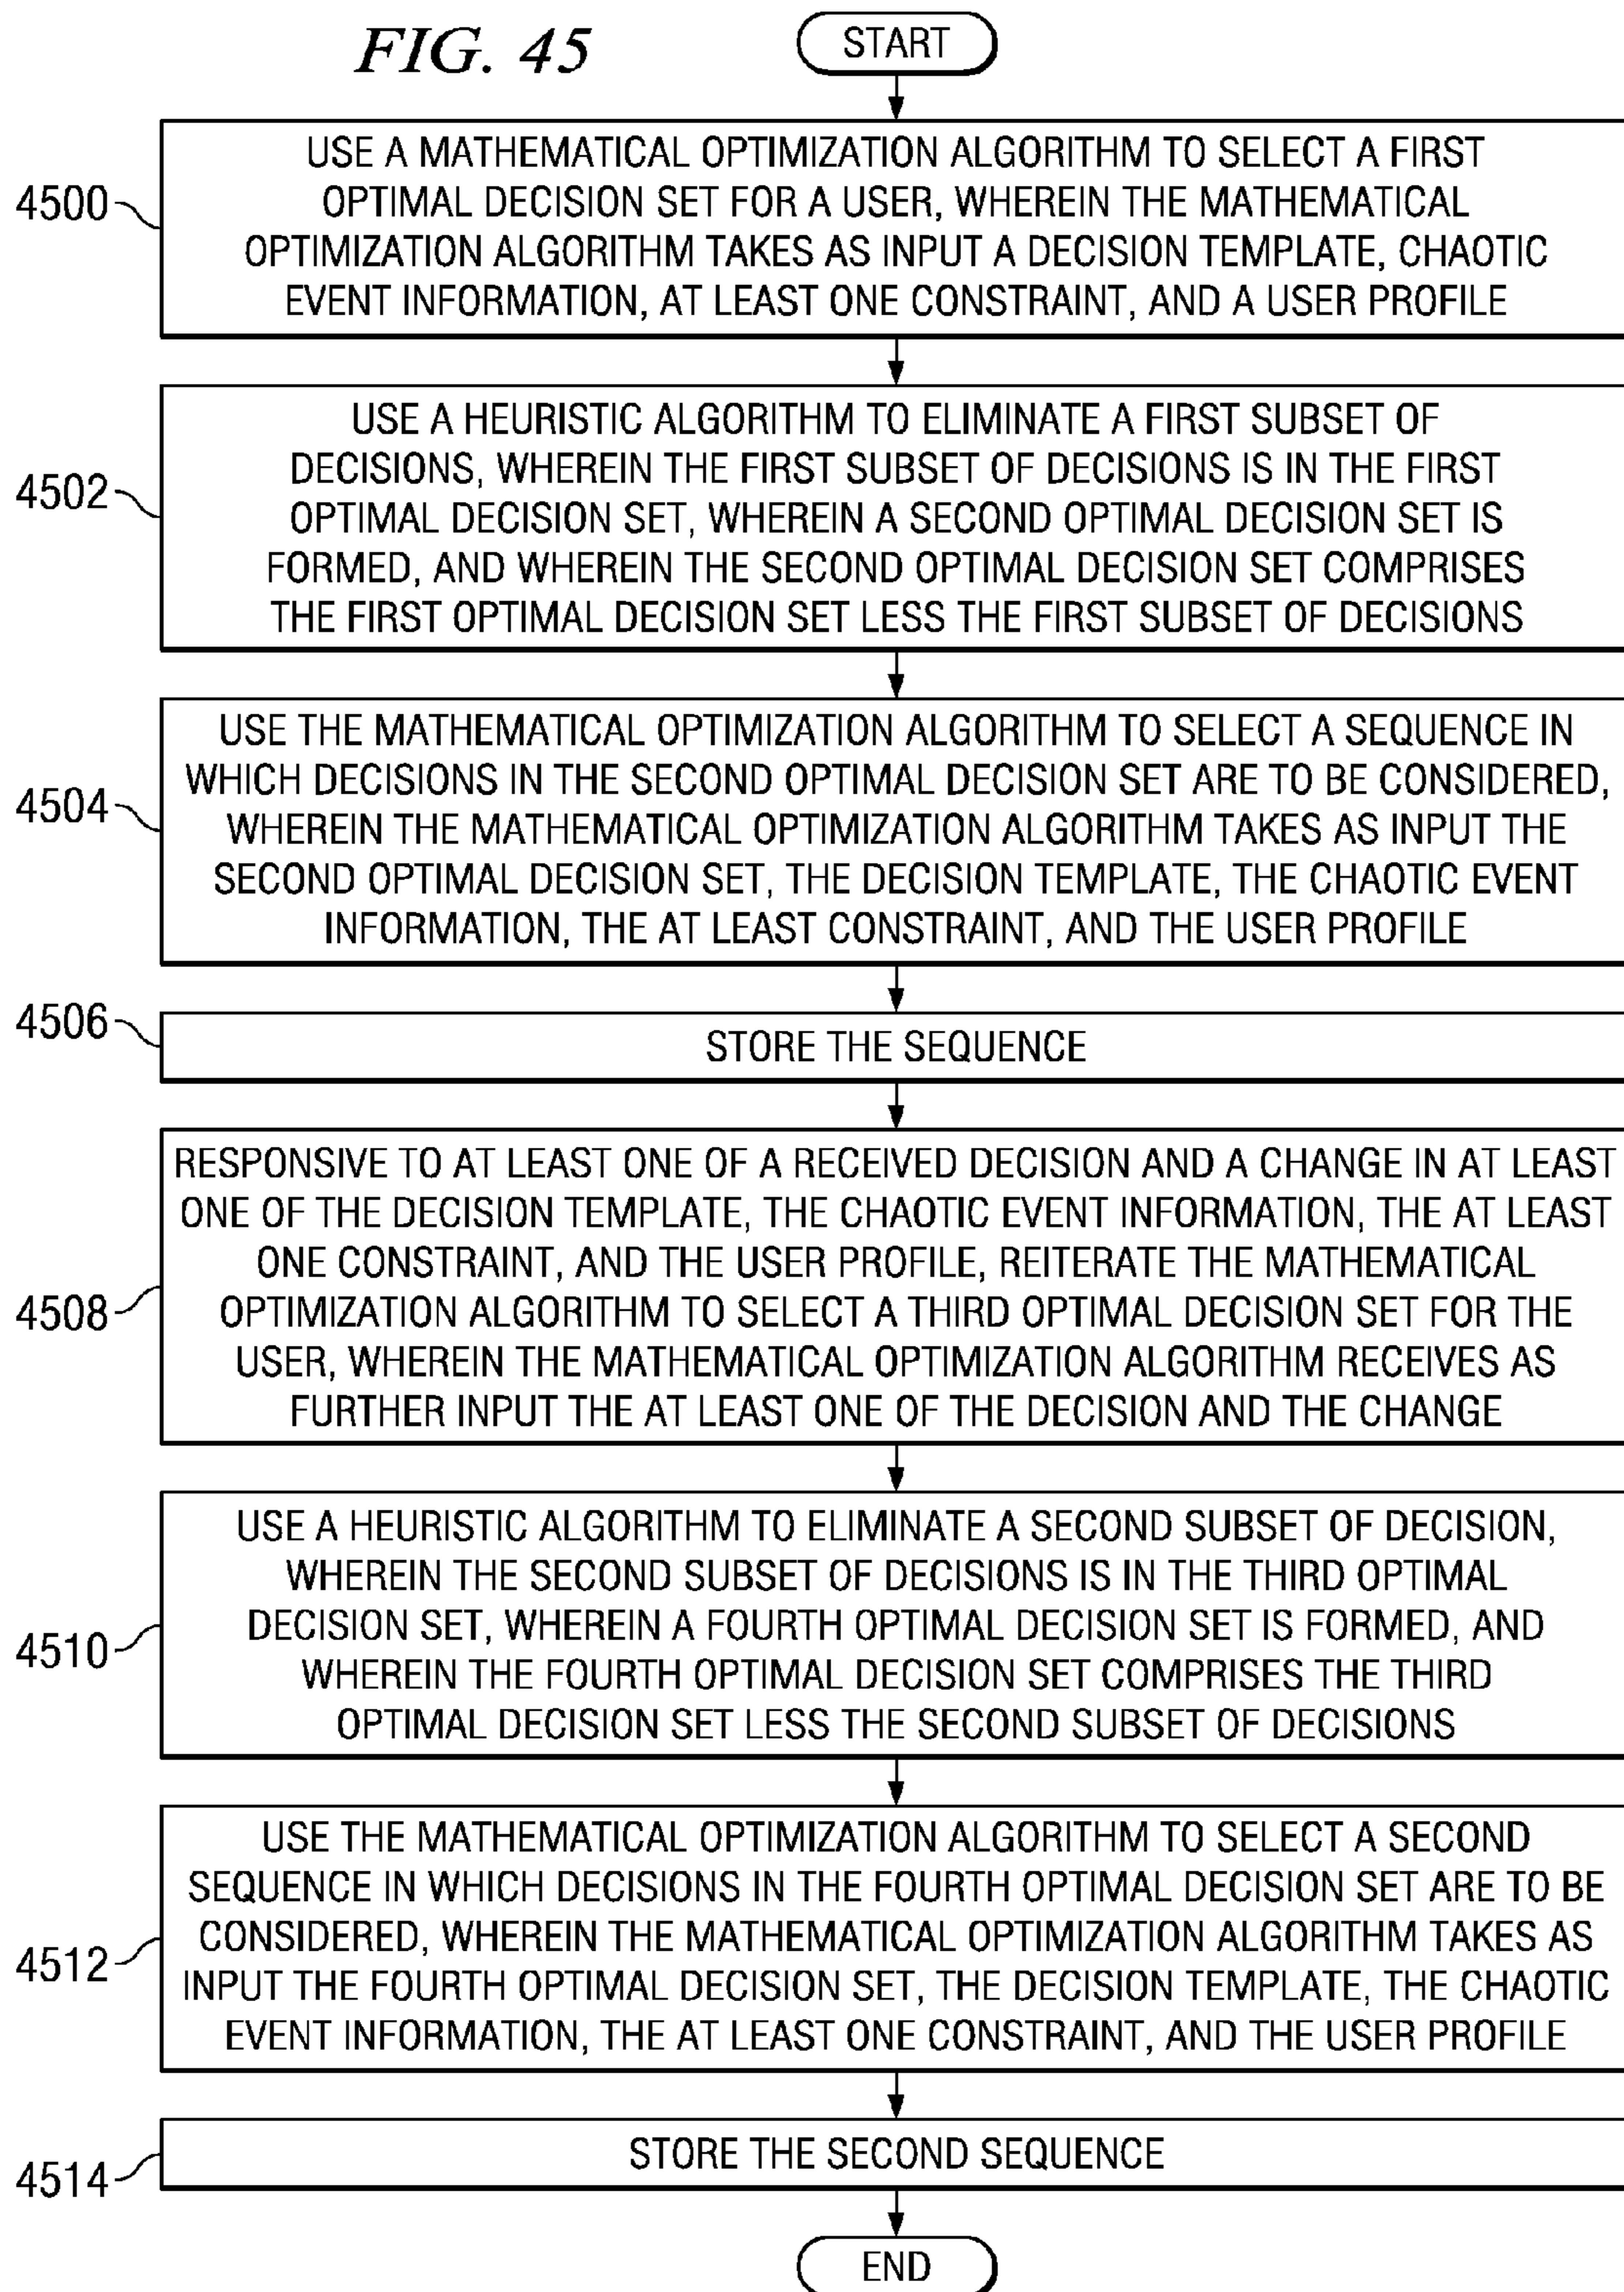 FIG. 45
START
4500
USE A MATHEMATICAL OPTIMIZATION ALGORITHM TO SELECT A FIRST
OPTIMAL DECISION SET FOR A USER, WHEREIN THE MATHEMATICAL
OPTIMIZATION ALGORITHM TAKES AS INPUT A DECISION TEMPLATE, CHAOTIC
EVENT INFORMATION, AT LEAST ONE CONSTRAINT, AND A USER PROFILE
4502
USE A HEURISTIC ALGORITHM TO ELIMINATE A FIRST SUBSET OF
DECISIONS, WHEREIN THE FIRST SUBSET OF DECISIONS IS IN THE FIRST
OPTIMAL DECISION SET, WHEREIN A SECOND OPTIMAL DECISION SET IS
FORMED, AND WHEREIN THE SECOND OPTIMAL DECISION SET COMPRISES
THE FIRST OPTIMAL DECISION SET LESS THE FIRST SUBSET OF DECISIONS
4504
USE THE MATHEMATICAL OPTIMIZATION ALGORITHM TO SELECT A SEQUENCE IN
WHICH DECISIONS IN THE SECOND OPTIMAL DECISION SET ARE TO BE CONSIDERED,
WHEREIN THE MATHEMATICAL OPTIMIZATION ALGORITHM TAKES AS INPUT THE
SECOND OPTIMAL DECISION SET, THE DECISION TEMPLATE, THE CHAOTIC EVENT
INFORMATION, THE AT LEAST CONSTRAINT, AND THE USER PROFILE
4506
STORE THE SEQUENCE
4508
RESPONSIVE TO AT LEAST ONE OF A RECEIVED DECISION AND A CHANGE IN AT LEAST
ONE OF THE DECISION TEMPLATE, THE CHAOTIC EVENT INFORMATION, THE AT LEAST
ONE CONSTRAINT, AND THE USER PROFILE, REITERATE THE MATHEMATICAL
OPTIMIZATION ALGORITHM TO SELECT A THIRD OPTIMAL DECISION SET FOR THE
USER, WHEREIN THE MATHEMATICAL OPTIMIZATION ALGORITHM RECEIVES AS
FURTHER INPUT THE AT LEAST ONE OF THE DECISION AND THE CHANGE
4510
USE A HEURISTIC ALGORITHM TO ELIMINATE A SECOND SUBSET OF DECISION,
WHEREIN THE SECOND SUBSET OF DECISIONS IS IN THE THIRD OPTIMAL
DECISION SET, WHEREIN A FOURTH OPTIMAL DECISION SET IS FORMED, AND
WHEREIN THE FOURTH OPTIMAL DECISION SET COMPRISES THE THIRD
OPTIMAL DECISION SET LESS THE SECOND SUBSET OF DECISIONS
4512
USE THE MATHEMATICAL OPTIMIZATION ALGORITHM TO SELECT A SECOND
SEQUENCE IN WHICH DECISIONS IN THE FOURTH OPTIMAL DECISION SET ARE TO BE
CONSIDERED, WHEREIN THE MATHEMATICAL OPTIMIZATION ALGORITHM TAKES AS
INPUT THE FOURTH OPTIMAL DECISION SET, THE DECISION TEMPLATE, THE CHAOTIC
EVENT INFORMATION, THE AT LEAST ONE CONSTRAINT, AND THE USER PROFILE
4514
STORE THE SECOND SEQUENCE
END